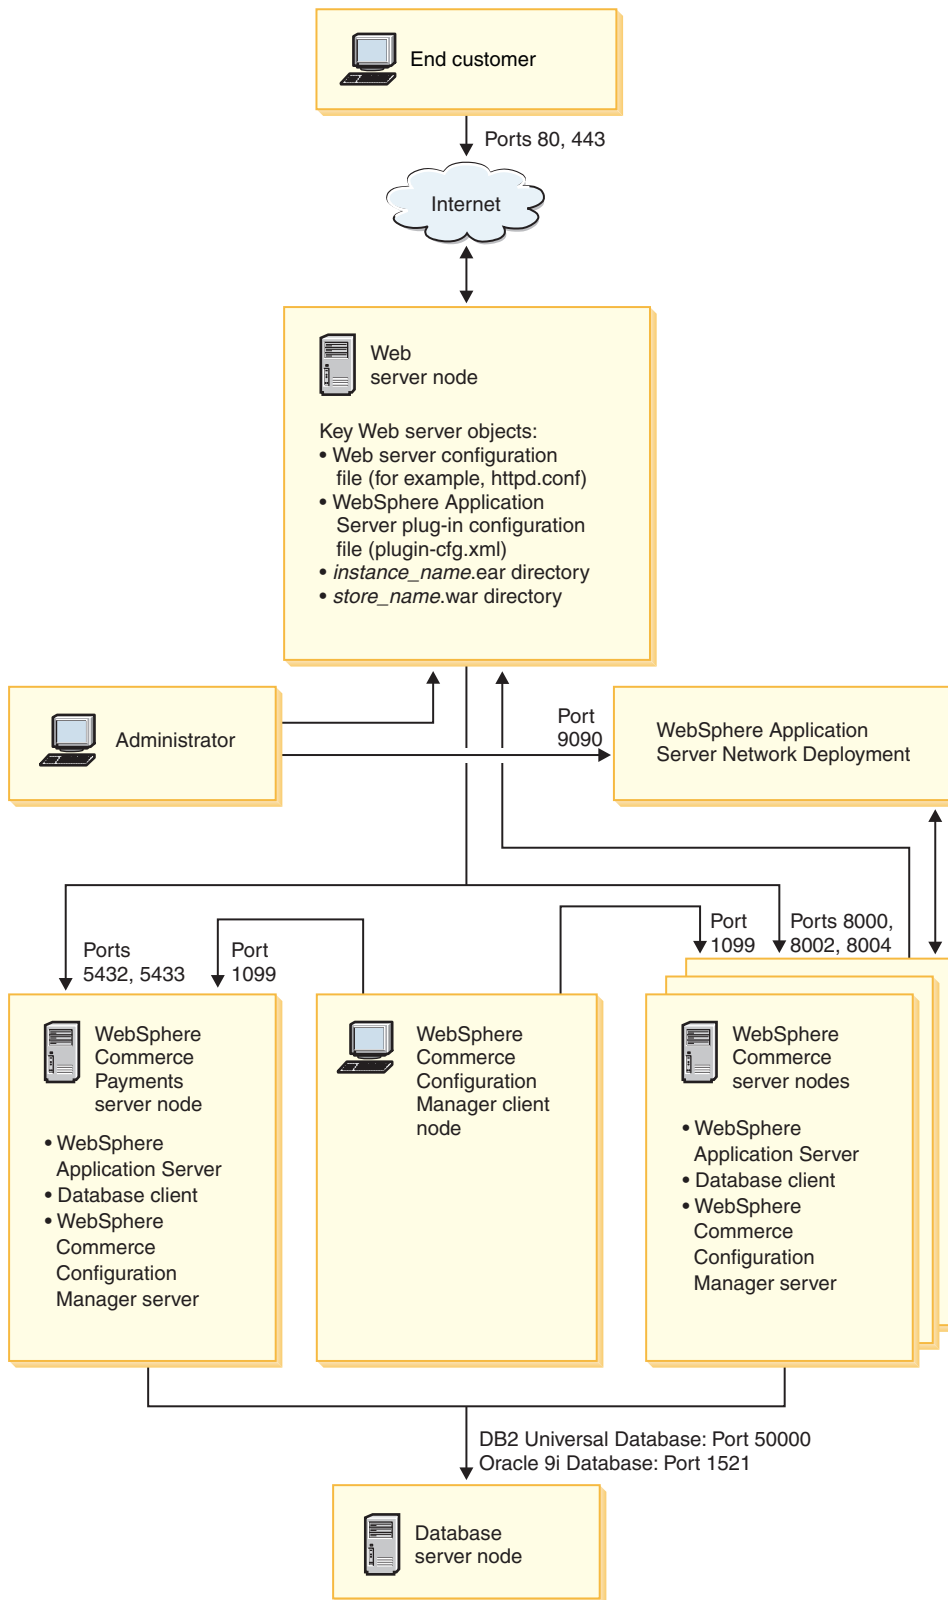 End customer
Ports 80, 443
Internet
Web
server node
Key Web server objects:
• Web server configuration
file (for example, httpd.conf)
• WebSphere Application
Server plug-in configuration
file (plugin-cfg.xml)
• instance_name.ear directory
• store_name.war directory
Administrator
Port
9090
WebSphere Application
Server Network Deployment
Ports
5432, 5433
Port
1099
Port
1099
Ports 8000,
8002, 8004
WebSphere
Commerce
Payments
server node
• WebSphere
Application Server
• Database client
• WebSphere
Commerce
Configuration
Manager server
WebSphere
Commerce
Configuration
Manager client
node
WebSphere
Commerce
server nodes
• WebSphere
Application Server
• Database client
• WebSphere
Commerce
Configuration
Manager server
DB2 Universal Database: Port 50000
Oracle 9i Database: Port 1521
Database
server node